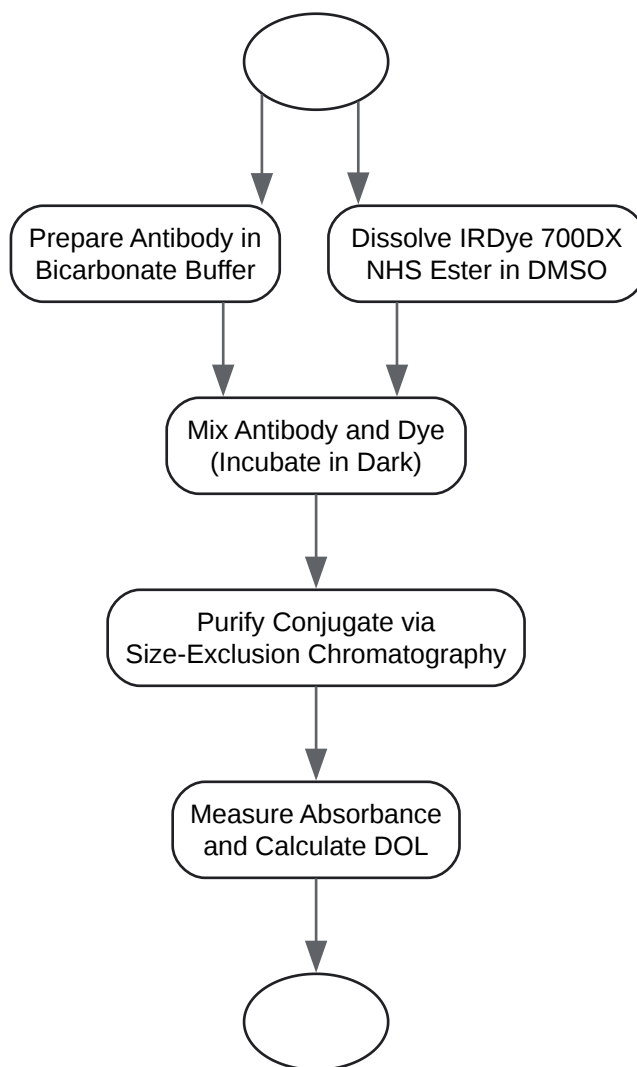 Prepare Antibody in
Bicarbonate Buffer
Dissolve IRDye 700DX
NHS Ester in DMSO
Mix Antibody and Dye
(Incubate in Dark)
Purify Conjugate via
Size-Exclusion Chromatography
Measure Absorbance
and Calculate DOL